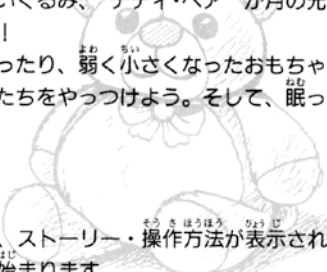 いぐるみ、"テディ・ベア"が月の光
!
ったり、弱く小さくなったおもちゃ
たちをやっつけよう。そして、眠っ
、ストーリー・操作方法が表示され
始まります